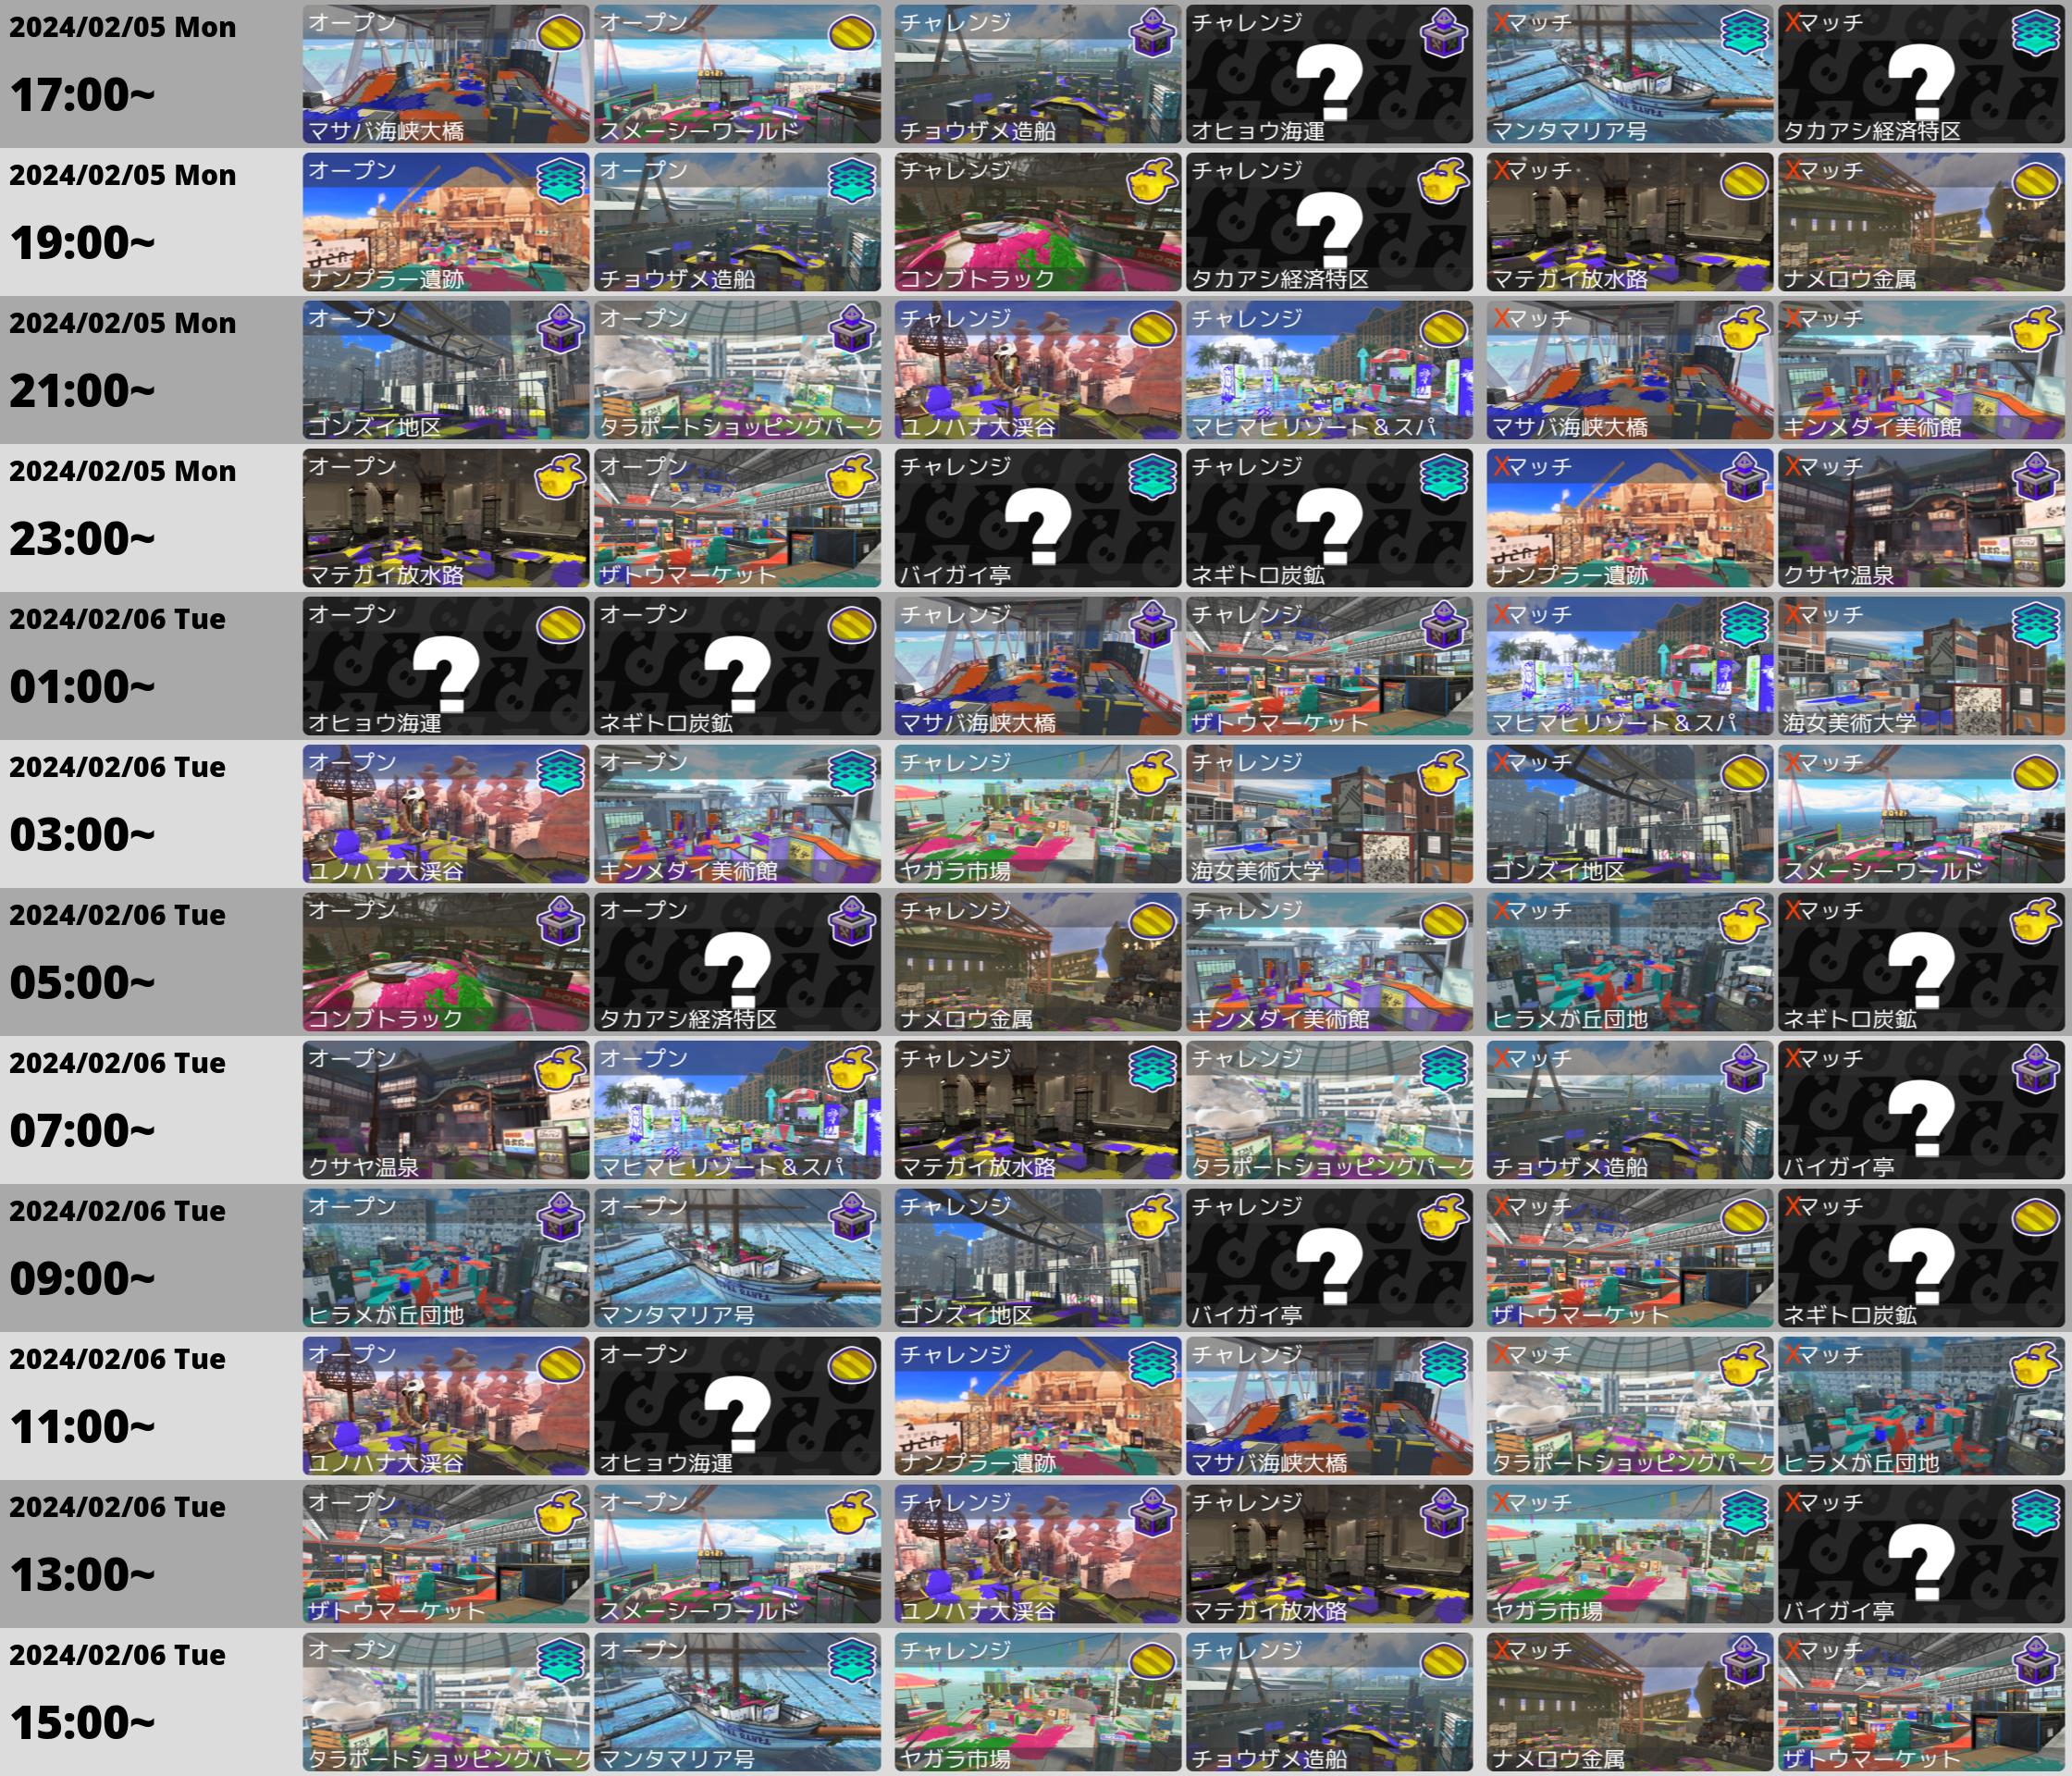 2024/02/05 Mon
17:00~
オープン
マサバ海峡大橋
オープン
スメーシーワールド
チャレンジ
チョウザメ造船
チャレンジ
?
オヒョウ海運
Xマッチ
マンタマリア号
Xマッチ
?
タカアシ経済特区
2024/02/05 Mon
19:00~
オープン
ナンプラー遺跡
オープン
チョウザメ造船
チャレンジ
コンブトラック
チャレンジ
?
タカアシ経済特区
Xマッチ
マテガイ放水路
Xマッチ
ナメロウ金属
2024/02/05 Mon
21:00~
オープン
ゴンズイ地区
オープン
タラポートショッピングパーク
チャレンジ
ユノハナ大渓谷
チャレンジ
マヒマヒリゾート＆スパ
Xマッチ
マサバ海峡大橋
Xマッチ
キンメダイ美術館
2024/02/05 Mon
23:00~
オープン
マテガイ放水路
オープン
ザトウマーケット
チャレンジ
?
バイガイ亭
チャレンジ
?
ネギトロ炭鉱
Xマッチ
ナンプラー遺跡
Xマッチ
クサヤ温泉
2024/02/06 Tue
01:00~
オープン
?
オヒョウ海運
オープン
?
ネギトロ炭鉱
チャレンジ
マサバ海峡大橋
チャレンジ
ザトウマーケット
Xマッチ
マヒマヒリゾート＆スパ
Xマッチ
海女美術大学
2024/02/06 Tue
03:00~
オープン
ユノハナ大渓谷
オープン
キンメダイ美術館
チャレンジ
ヤガラ市場
チャレンジ
海女美術大学
Xマッチ
ゴンズイ地区
Xマッチ
スメーシーワールド
2024/02/06 Tue
05:00~
オープン
コンブトラック
オープン
?
タカアシ経済特区
チャレンジ
ナメロウ金属
チャレンジ
キンメダイ美術館
Xマッチ
ヒラメが丘団地
Xマッチ
?
ネギトロ炭鉱
2024/02/06 Tue
07:00~
オープン
クサヤ温泉
オープン
マヒマヒリゾート＆スパ
チャレンジ
マテガイ放水路
チャレンジ
タラポートショッピングパーク
Xマッチ
チョウザメ造船
Xマッチ
?
バイガイ亭
2024/02/06 Tue
09:00~
オープン
ヒラメが丘団地
オープン
マンタマリア号
チャレンジ
ゴンズイ地区
チャレンジ
?
バイガイ亭
Xマッチ
ザトウマーケット
Xマッチ
?
ネギトロ炭鉱
2024/02/06 Tue
11:00~
オープン
ユノハナ大渓谷
オープン
?
オヒョウ海運
チャレンジ
ナンプラー遺跡
チャレンジ
マサバ海峡大橋
Xマッチ
タラポートショッピングパーク
Xマッチ
ヒラメが丘団地
2024/02/06 Tue
13:00~
オープン
ザトウマーケット
オープン
スメーシーワールド
チャレンジ
ユノハナ大渓谷
チャレンジ
マテガイ放水路
Xマッチ
ヤガラ市場
Xマッチ
?
バイガイ亭
2024/02/06 Tue
15:00~
オープン
タラポートショッピングパーク
オープン
マンタマリア号
チャレンジ
ヤガラ市場
チャレンジ
チョウザメ造船
Xマッチ
ナメロウ金属
Xマッチ
ザトウマーケット